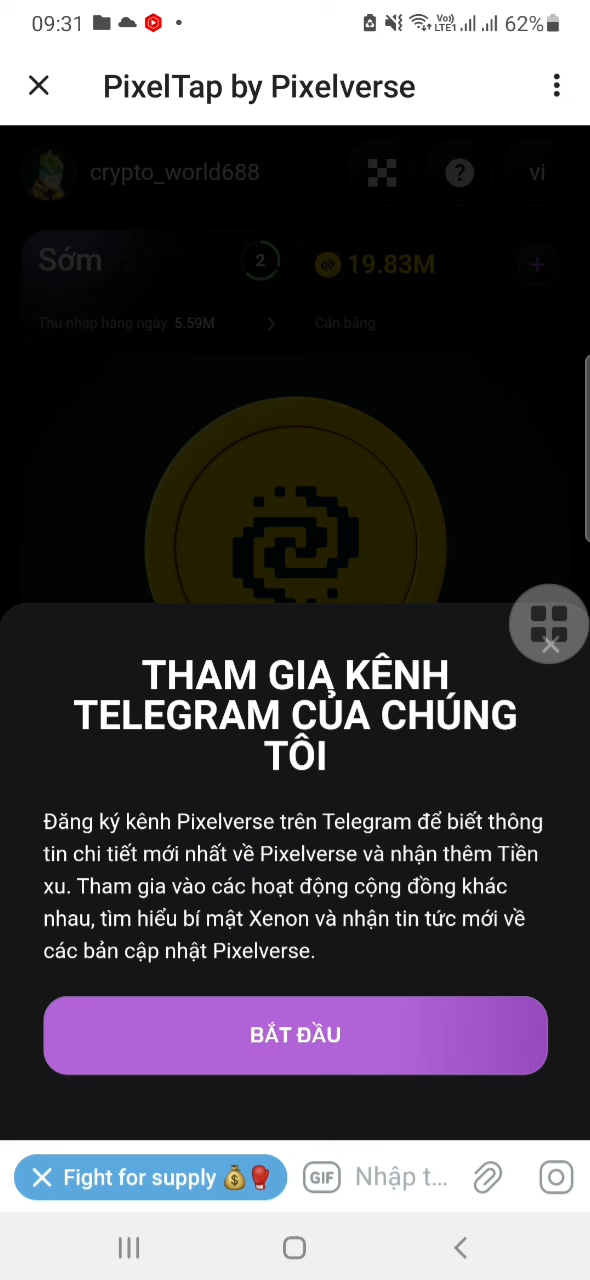 09:31
Vo))
LTE1
62%
PixelTap by Pixelverse
crypto_world688
?
vi
Sớm
2
19.83M
+
Thu nhập hàng ngày 5.59M
Cân bằng
THAM GIA KÊNH
TELEGRAM CỦA CHÚNG
TÔI
Đăng ký kênh Pixelverse trên Telegram để biết thông
tin chi tiết mới nhất về Pixelverse và nhận thêm Tiền
xu. Tham gia vào các hoạt động cộng đồng khác
nhau, tìm hiểu bí mật Xenon và nhận tin tức mới về
các bản cập nhật Pixelverse.
BẮT ĐẦU
Fight for supply 💰🥊
GIF
Nhập t...